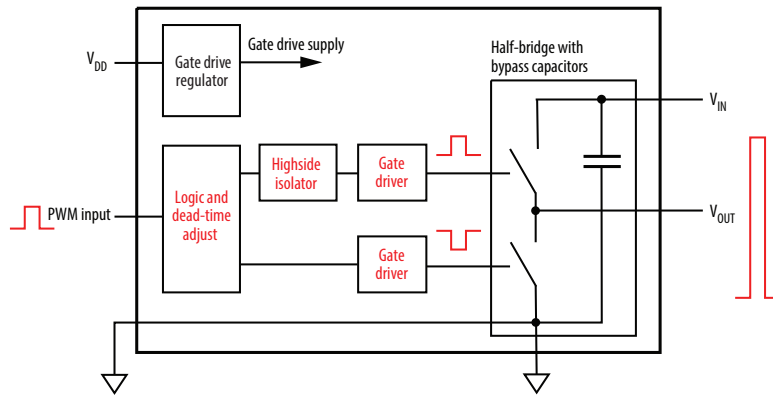 V_DD
Gate drive
regulator
Gate drive supply
Half-bridge with
bypass capacitors
V_IN
Highside
isolator
Gate
driver
Logic and
dead-time
adjust
PWM input
V_OUT
Gate
driver